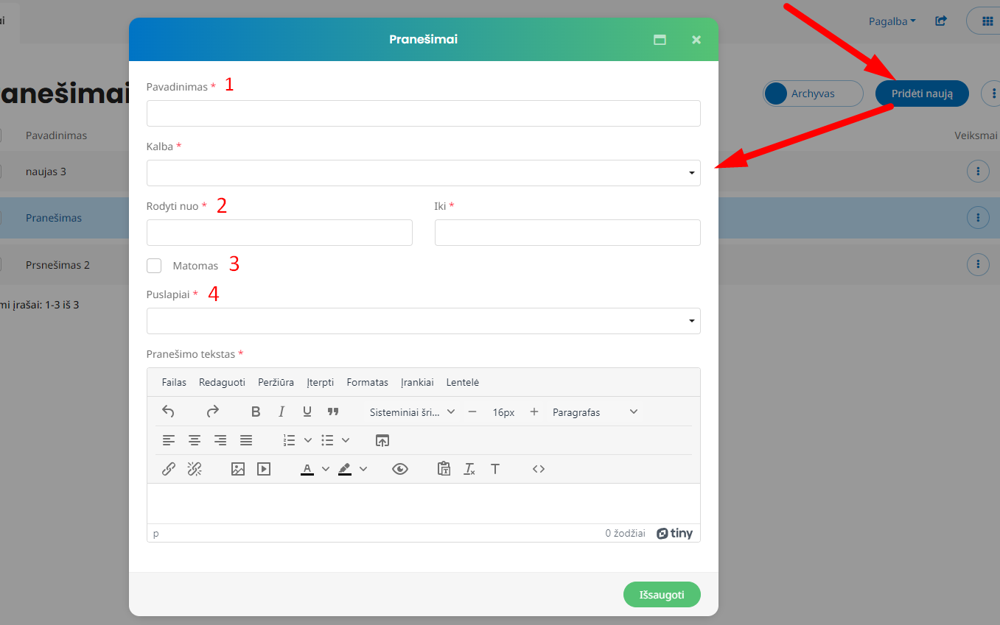 ai
Pagalba
Pranešimai
anešimai
Archyvas
Pridėti naują
Pavadinimas
Veiksmai
naujas 3
Pranešimas
Prsnešimas 2
mi įrašai: 1-3 iš 3
Pavadinimas * 1
Kalba *
Rodyti nuo * 2
Iki *
Matomas 3
Puslapiai * 4
Pranešimo tekstas *
Failas Redaguoti Peržiūra Įterpti Formatas Įrankiai Lentelė
B I U Sisteminiai šri... − 16px + Paragrafas
p
0 žodžiai
tiny
Išsaugoti